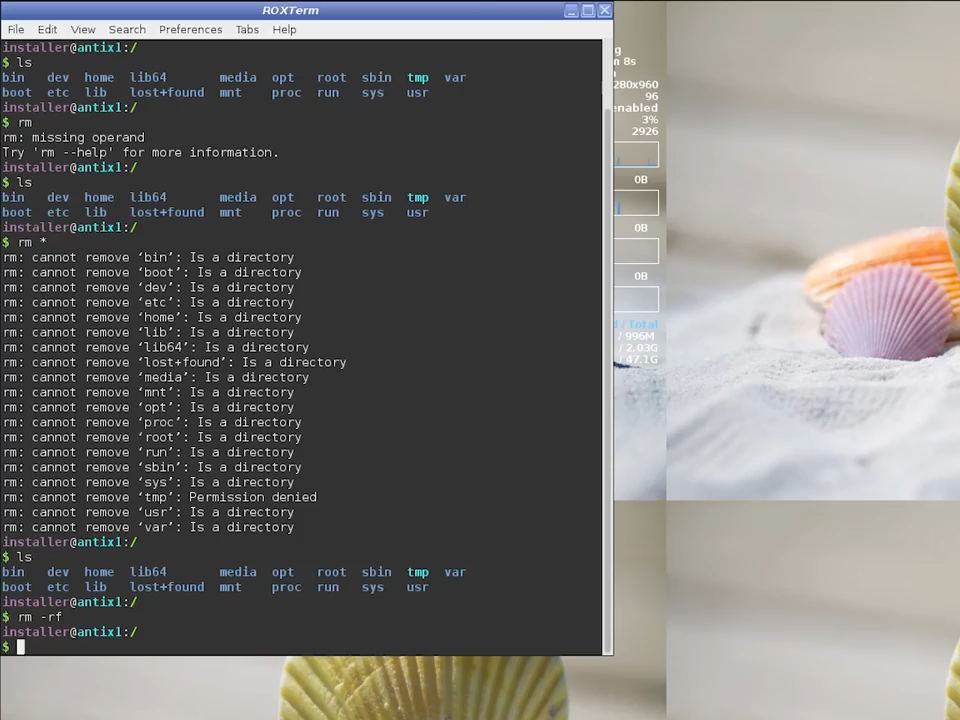 ROXTerm
File Edit View Search Preferences Tabs Help
installer@antix1:/
$ ls
bin dev home lib64 media opt root sbin tmp var
boot etc lib lost+found mnt proc run sys usr
installer@antix1:/
$ rm
rm: missing operand
Try 'rm --help' for more information.
installer@antix1:/
$ ls
bin dev home lib64 media opt root sbin tmp var
boot etc lib lost+found mnt proc run sys usr
installer@antix1:/
$ rm *
rm: cannot remove ‘bin’: Is a directory
rm: cannot remove ‘boot’: Is a directory
rm: cannot remove ‘dev’: Is a directory
rm: cannot remove ‘etc’: Is a directory
rm: cannot remove ‘home’: Is a directory
rm: cannot remove ‘lib’: Is a directory
rm: cannot remove ‘lib64’: Is a directory
rm: cannot remove ‘lost+found’: Is a directory
rm: cannot remove ‘media’: Is a directory
rm: cannot remove ‘mnt’: Is a directory
rm: cannot remove ‘opt’: Is a directory
rm: cannot remove ‘proc’: Is a directory
rm: cannot remove ‘root’: Is a directory
rm: cannot remove ‘run’: Is a directory
rm: cannot remove ‘sbin’: Is a directory
rm: cannot remove ‘sys’: Is a directory
rm: cannot remove ‘tmp’: Permission denied
rm: cannot remove ‘usr’: Is a directory
rm: cannot remove ‘var’: Is a directory
installer@antix1:/
$ ls
bin dev home lib64 media opt root sbin tmp var
boot etc lib lost+found mnt proc run sys usr
installer@antix1:/
$ rm -rf
installer@antix1:/
$
g
m 8s
280x960
96
enabled
3%
2926
0B
0B
0B
d / Total
/ 996M
/ 2.03G
/ 47.1G